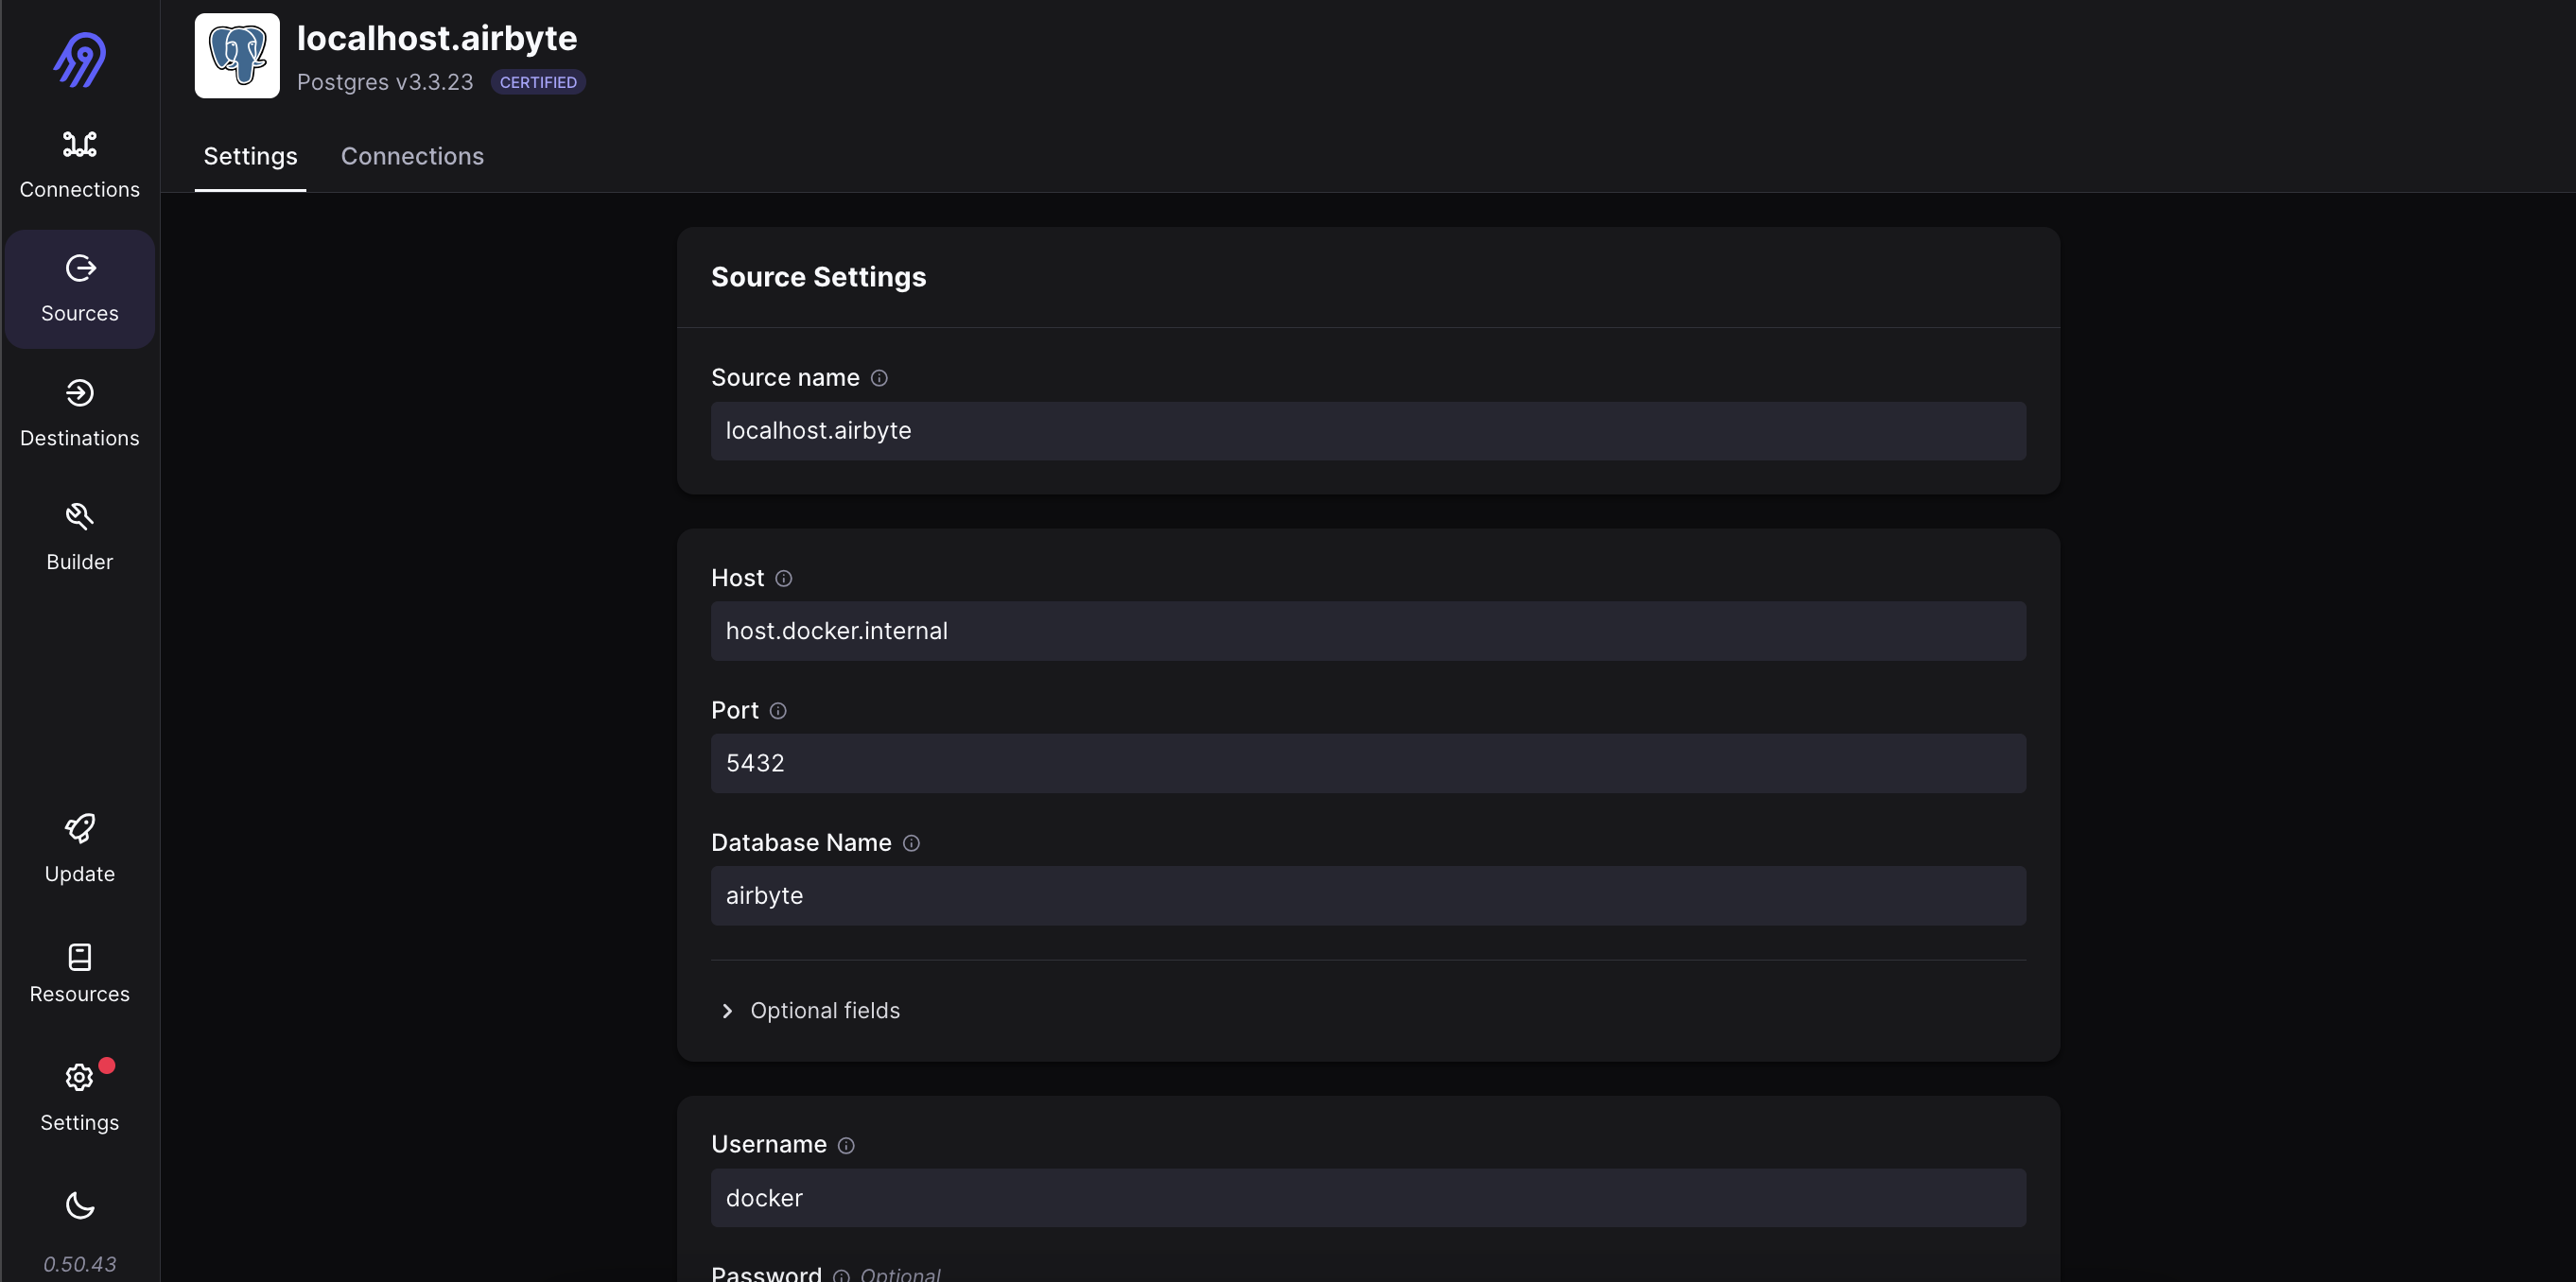 localhost.airbyte
Postgres v3.3.23 CERTIFIED
Settings Connections
Connections
Sources
Destinations
Builder
Update
Resources
Settings
0.50.43
Source Settings
Source name
localhost.airbyte
Host
host.docker.internal
Port
5432
Database Name
airbyte
Optional fields
Username
docker
Password Optional